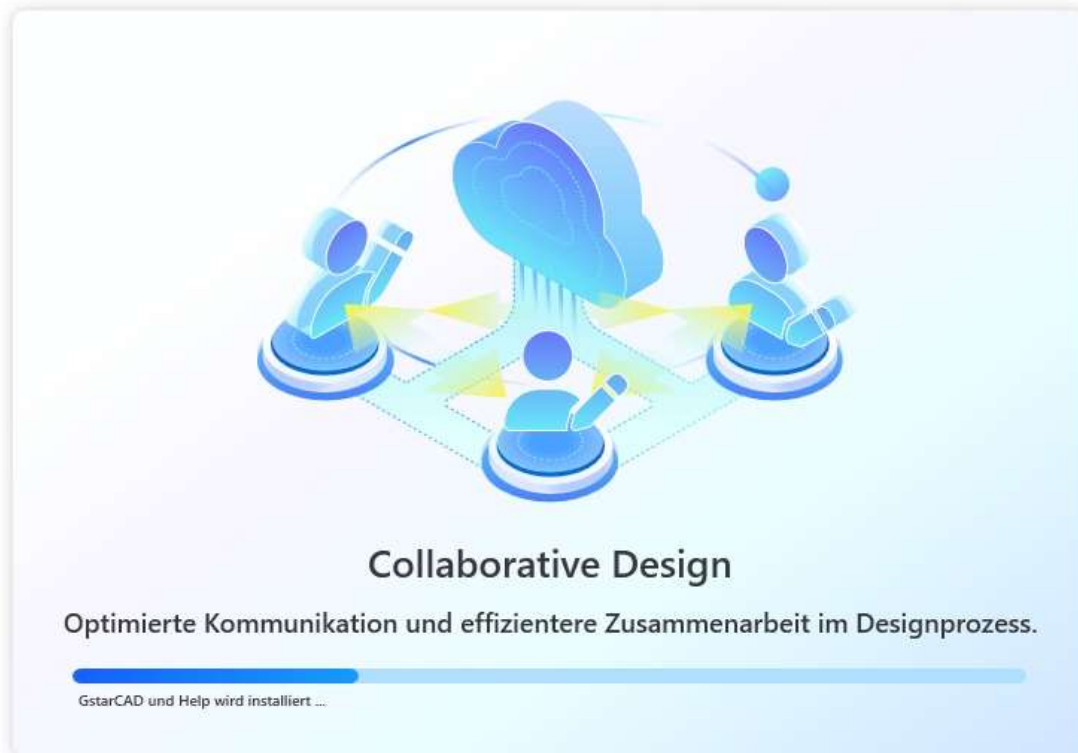 Collaborative Design
Optimierte Kommunikation und effizientere Zusammenarbeit im Designprozess.
GstarCAD und Help wird installiert ...